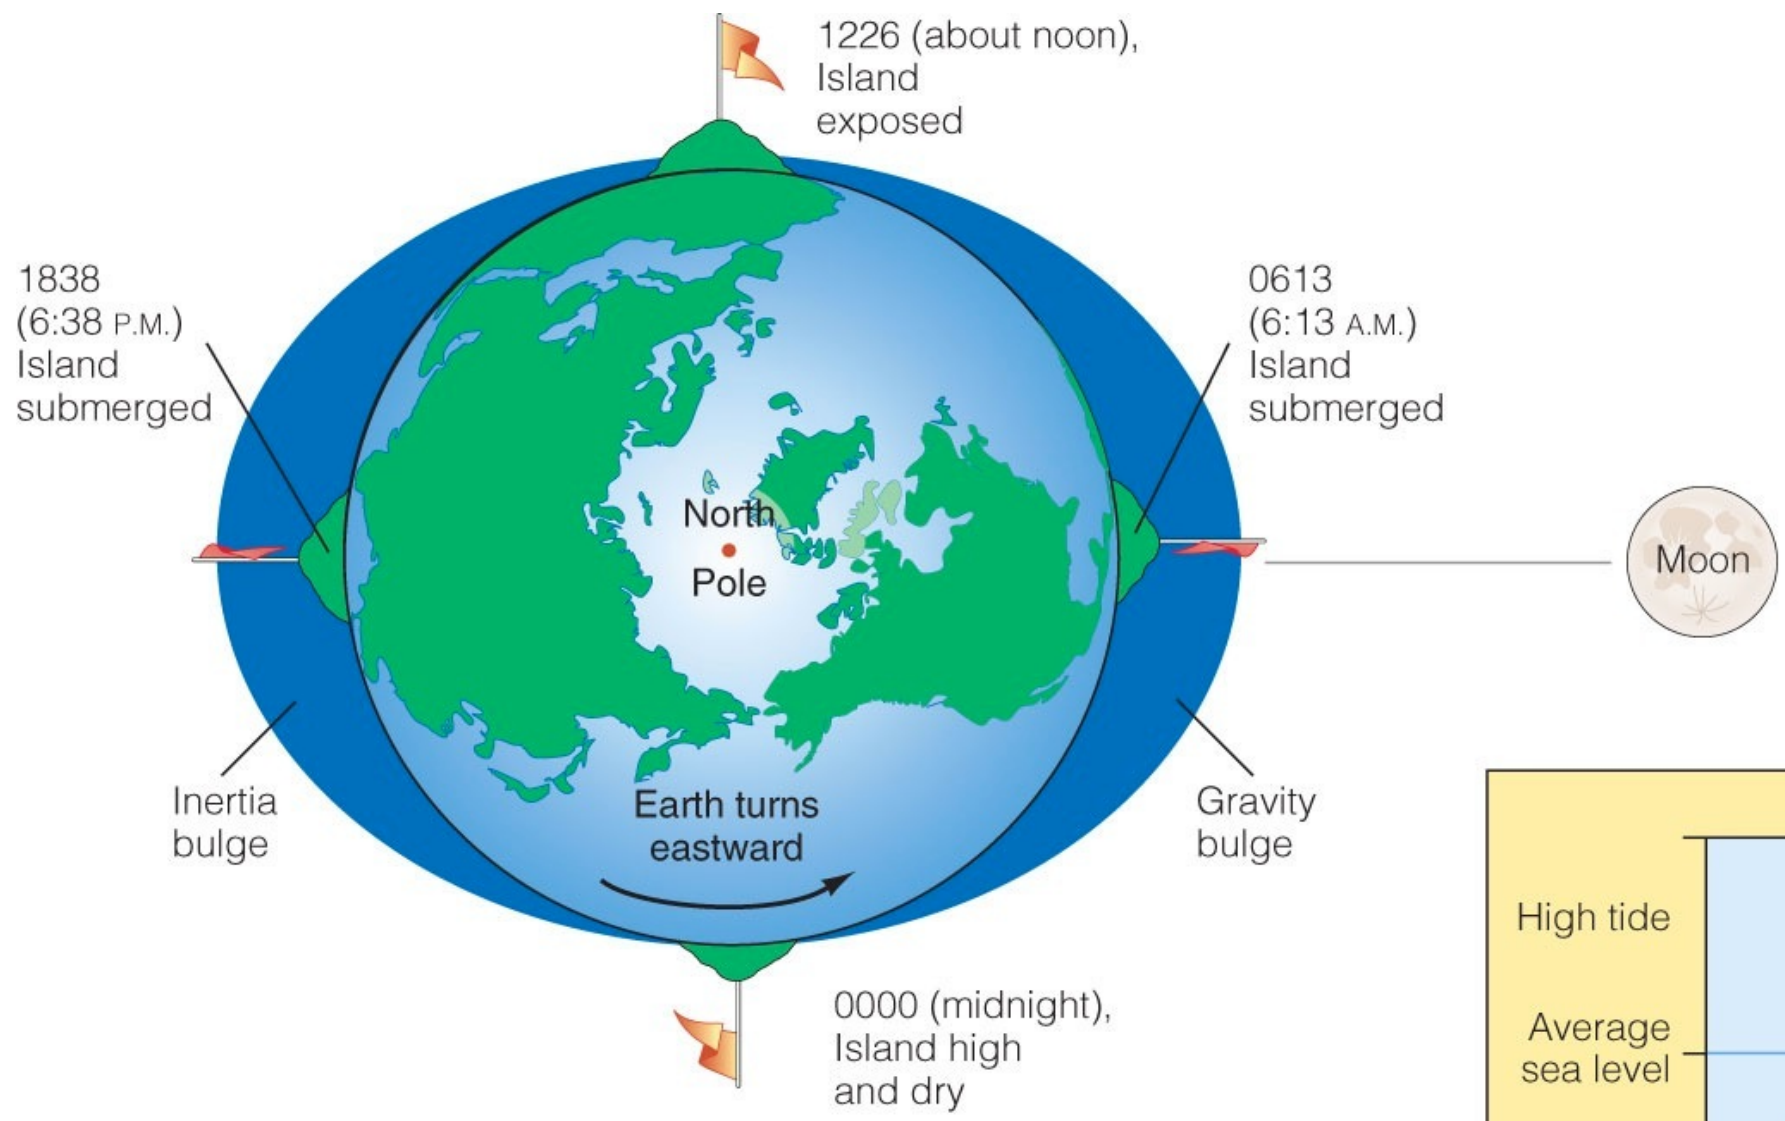 1226 (about noon),
Island
exposed
1838
(6:38 P.M.)
Island
submerged
0613
(6:13 A.M.)
Island
submerged
North
Pole
Moon
Inertia
bulge
Earth turns
eastward
Gravity
bulge
High tide
Average
sea level
0000 (midnight),
Island high
and dry